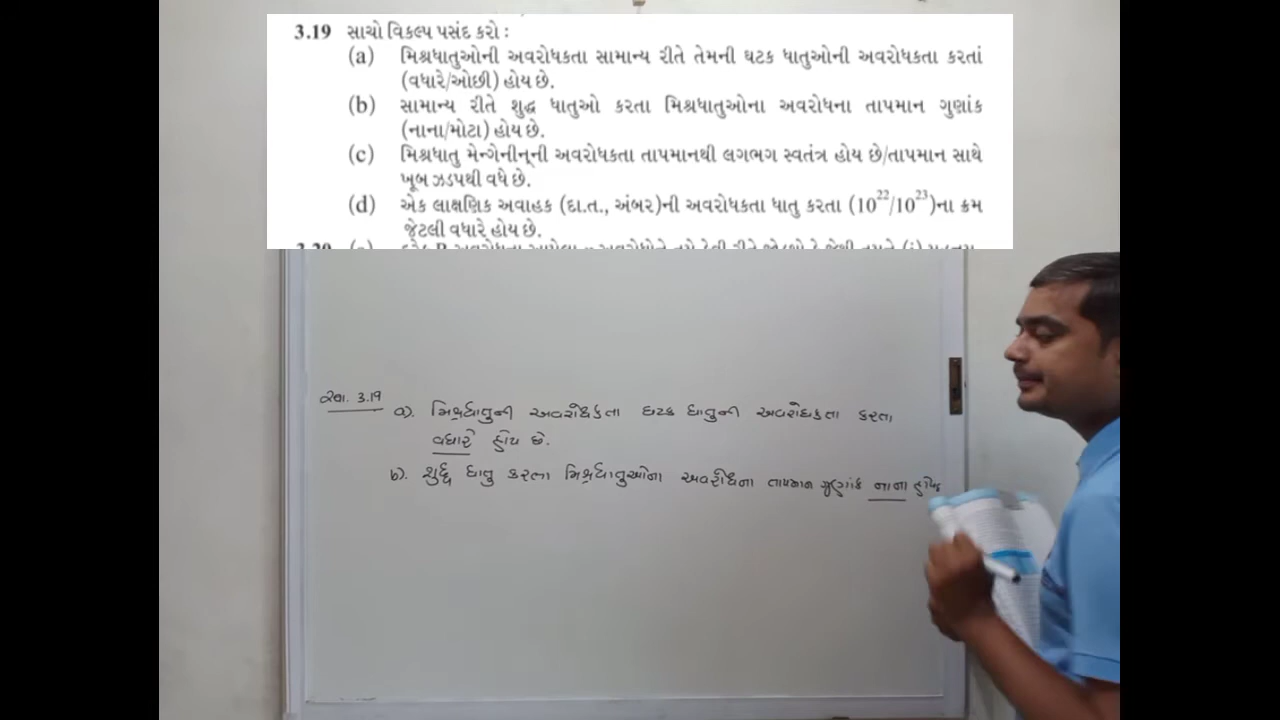 3.19 સાચો વિકલ્પ પસંદ કરો :
(a) મિશ્રધાતુઓની અવરોધકતા સામાન્ય રીતે તેમની ઘટક ધાતુઓની અવરોધકતા કરતાં
(વધારે/ઓછી) હોય છે.
(b) સામાન્ય રીતે શુદ્ધ ધાતુઓ કરતા મિશ્રધાતુઓના અવરોધના તાપમાન ગુણાંક
(નાના/મોટા) હોય છે.
(c) મિશ્રધાતુ મેન્ગેનીન્‌ની અવરોધકતા તાપમાનથી લગભગ સ્વતંત્ર હોય છે/તાપમાન સાથે
ખૂબ ઝડપથી વધે છે.
(d) એક લાક્ષણિક અવાહક (દા.ત., અંબર)ની અવરોધકતા ધાતુ કરતા (10²²/10²³)ના ક્રમ
જેટલી વધારે હોય છે.
સ્વા. 3.19
a). મિશ્રધાતુની અવરોધકતા ઘટક ધાતુની અવરોધકતા કરતા
વધારે હોય છે.
b). શુદ્ધ ધાતુ કરતા મિશ્રધાતુઓના અવરોધના તાપમાન ગુણાંક નાના